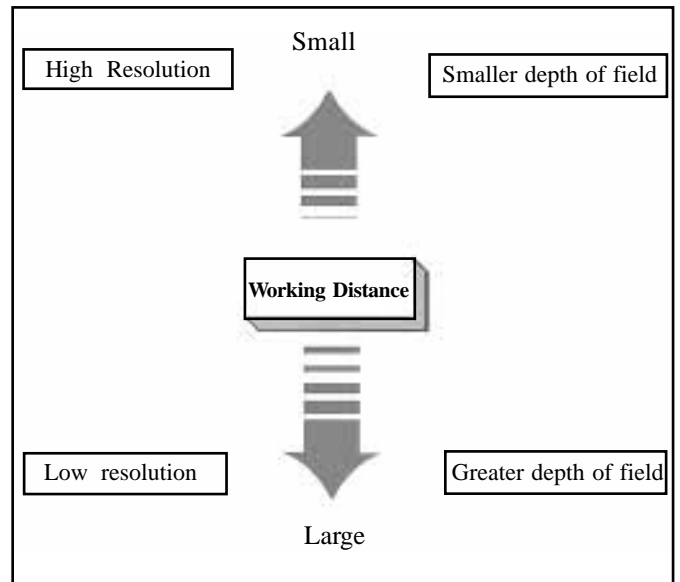 Small
High Resolution
Smaller depth of field
Working Distance
Low resolution
Greater depth of field
Large